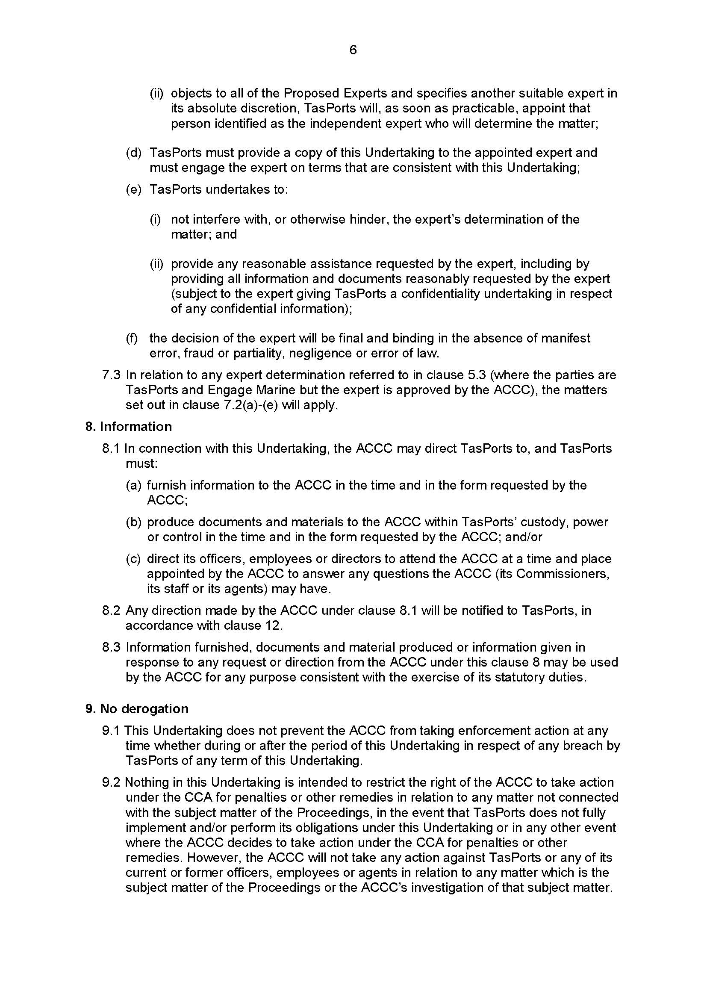 6
(ii) objects to all of the Proposed Experts and specifies another suitable expert in
its absolute discretion, TasPorts will, as soon as practicable, appoint that
person identified as the independent expert who will determine the matter;
(d) TasPorts must provide a copy of this Undertaking to the appointed expert and
must engage the expert on terms that are consistent with this Undertaking;
(e) TasPorts undertakes to:
(i) not interfere with, or otherwise hinder, the expert’s determination of the
matter; and
(ii) provide any reasonable assistance requested by the expert, including by
providing all information and documents reasonably requested by the expert
(subject to the expert giving TasPorts a confidentiality undertaking in respect
of any confidential information);
(f) the decision of the expert will be final and binding in the absence of manifest
error, fraud or partiality, negligence or error of law.
7.3 In relation to any expert determination referred to in clause 5.3 (where the parties are
TasPorts and Engage Marine but the expert is approved by the ACCC), the matters
set out in clause 7.2(a)-(e) will apply.
8. Information
8.1 In connection with this Undertaking, the ACCC may direct TasPorts to, and TasPorts
must:
(a) furnish information to the ACCC in the time and in the form requested by the
ACCC;
(b) produce documents and materials to the ACCC within TasPorts’ custody, power
or control in the time and in the form requested by the ACCC; and/or
(c) direct its officers, employees or directors to attend the ACCC at a time and place
appointed by the ACCC to answer any questions the ACCC (its Commissioners,
its staff or its agents) may have.
8.2 Any direction made by the ACCC under clause 8.1 will be notified to TasPorts, in
accordance with clause 12.
8.3 Information furnished, documents and material produced or information given in
response to any request or direction from the ACCC under this clause 8 may be used
by the ACCC for any purpose consistent with the exercise of its statutory duties.
9. No derogation
9.1 This Undertaking does not prevent the ACCC from taking enforcement action at any
time whether during or after the period of this Undertaking in respect of any breach by
TasPorts of any term of this Undertaking.
9.2 Nothing in this Undertaking is intended to restrict the right of the ACCC to take action
under the CCA for penalties or other remedies in relation to any matter not connected
with the subject matter of the Proceedings, in the event that TasPorts does not fully
implement and/or perform its obligations under this Undertaking or in any other event
where the ACCC decides to take action under the CCA for penalties or other
remedies. However, the ACCC will not take any action against TasPorts or any of its
current or former officers, employees or agents in relation to any matter which is the
subject matter of the Proceedings or the ACCC’s investigation of that subject matter.